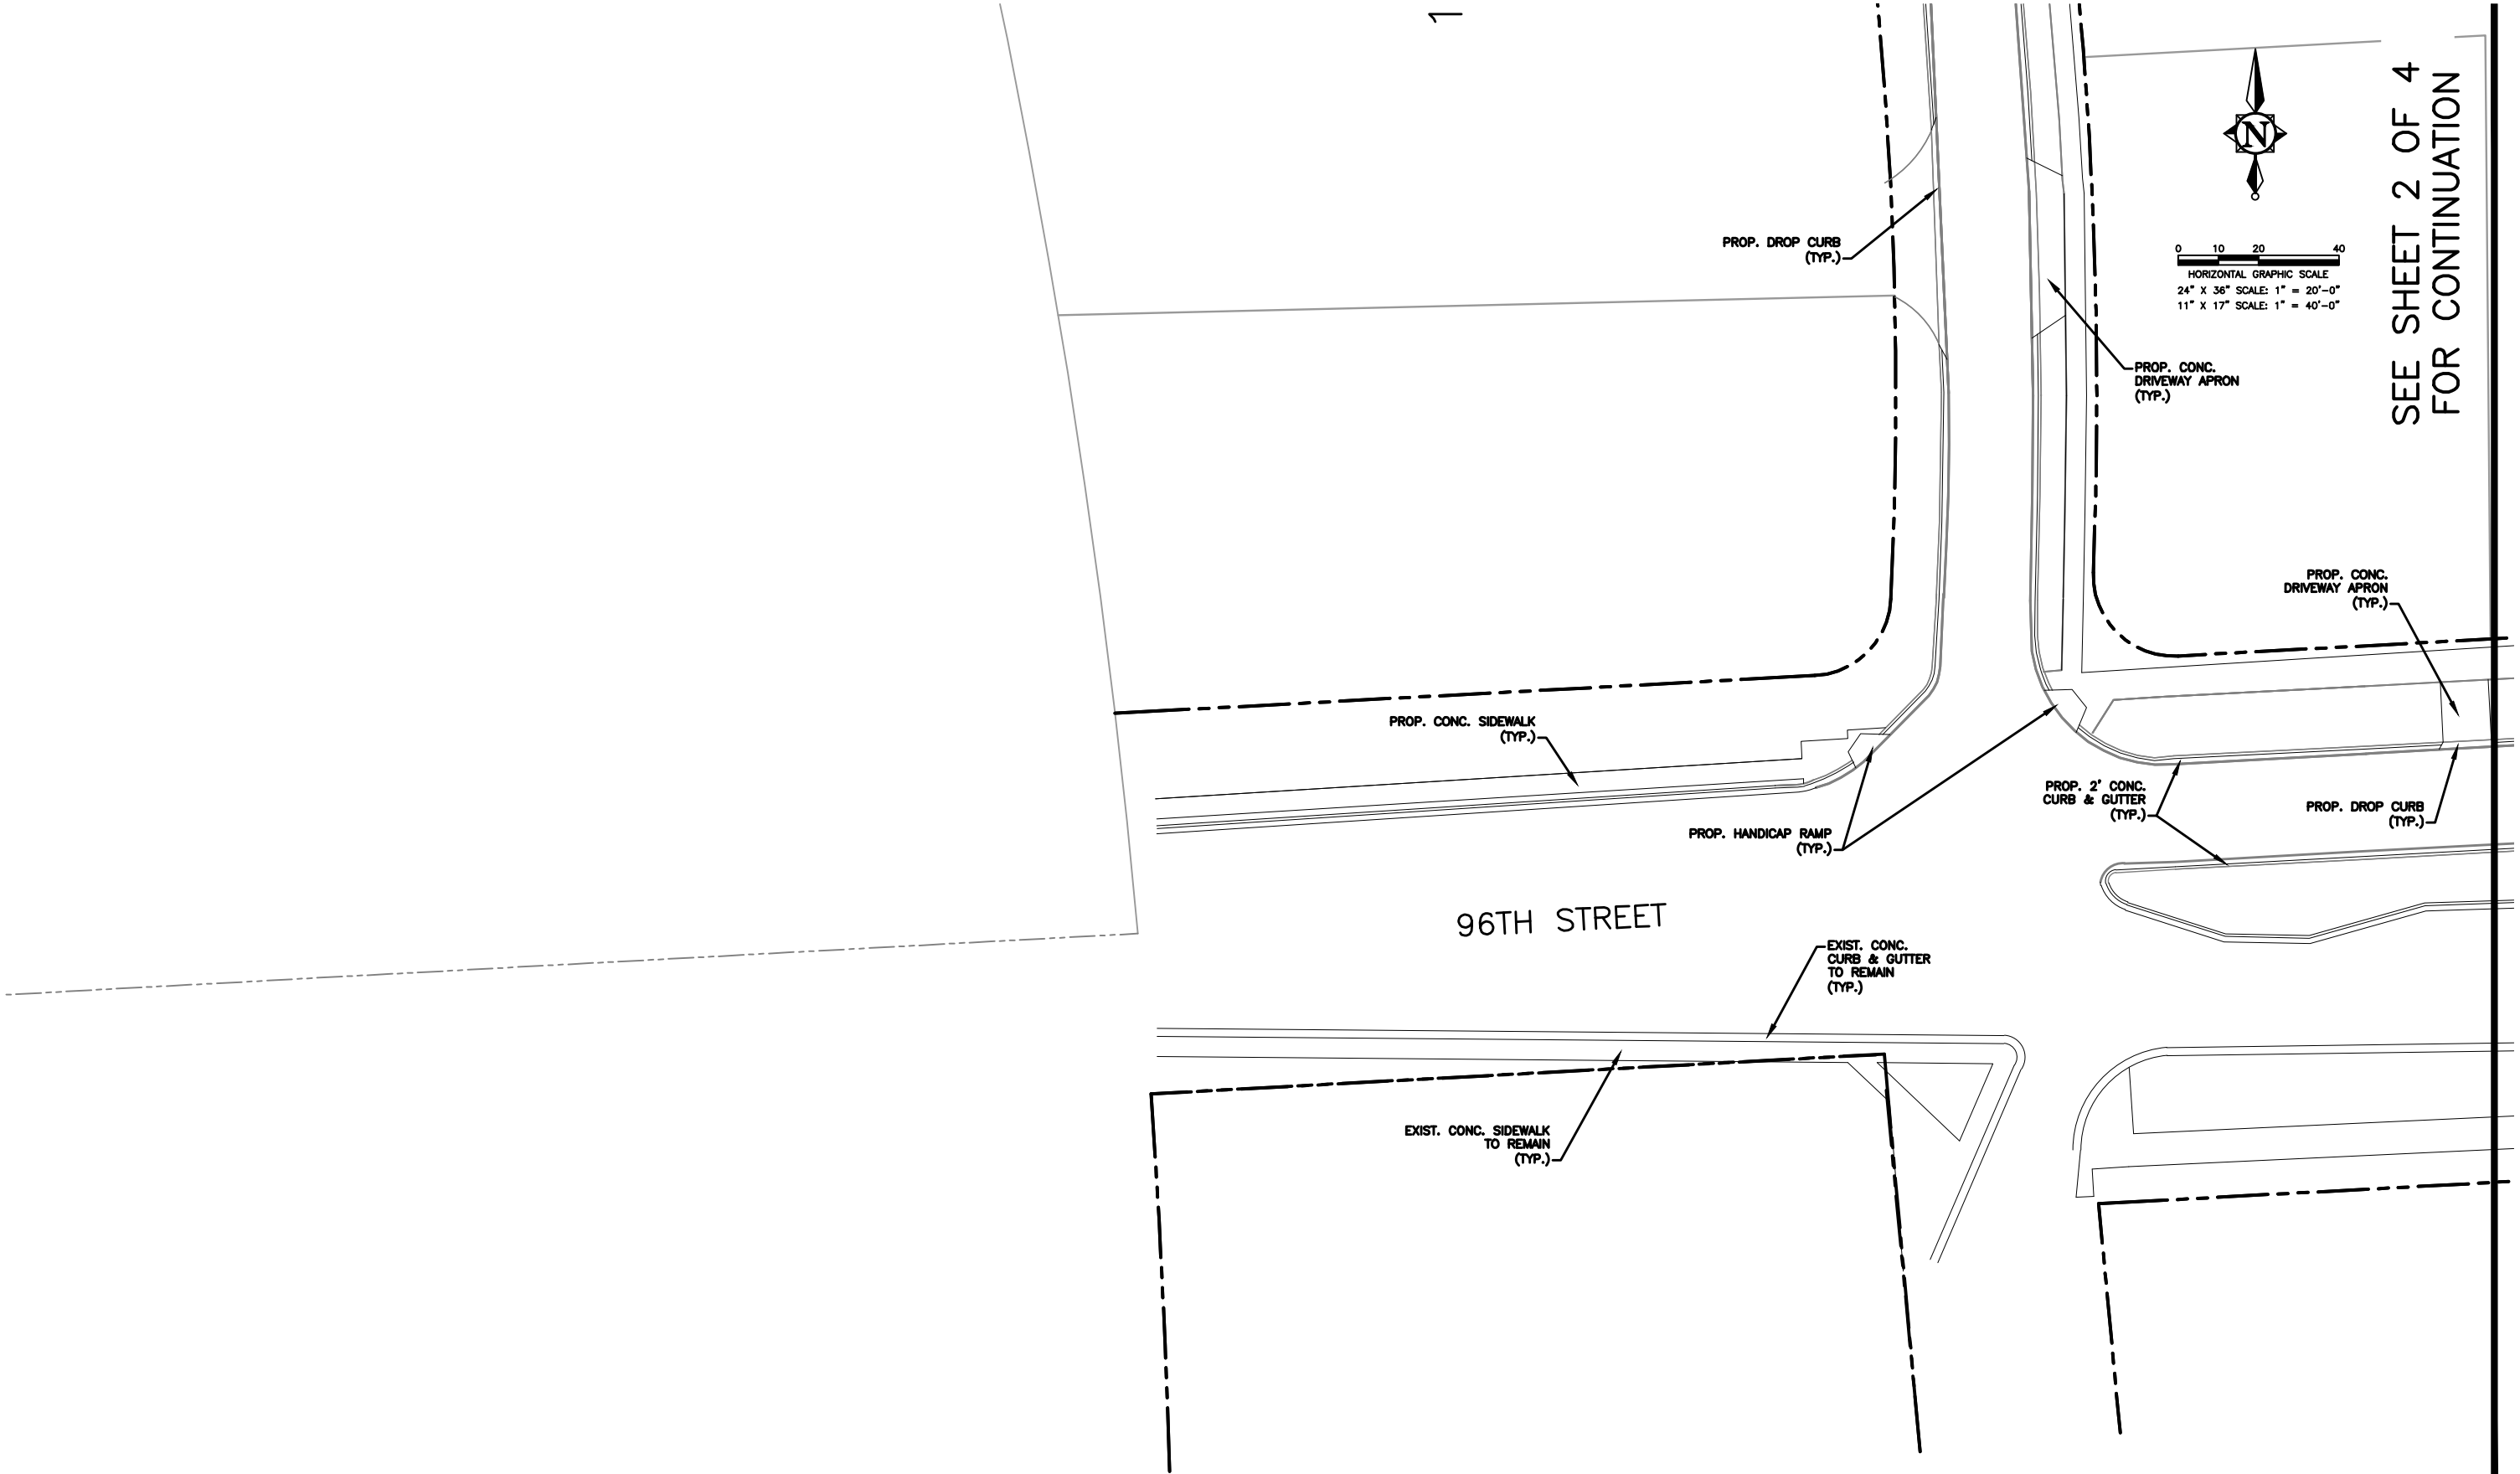 1
SEE SHEET 2 OF 4
FOR CONTINUATION
N
0 10 20 40
HORIZONTAL GRAPHIC SCALE
24" X 36" SCALE: 1" = 20'-0"
11" X 17" SCALE: 1" = 40'-0"
PROP. DROP CURB
(TYP.)
PROP. CONC.
DRIVEWAY APRON
(TYP.)
PROP. CONC.
DRIVEWAY APRON
(TYP.)
PROP. CONC. SIDEWALK
(TYP.)
PROP. 2' CONC.
CURB & GUTTER
(TYP.)
PROP. DROP CURB
(TYP.)
PROP. HANDICAP RAMP
(TYP.)
96TH STREET
EXIST. CONC.
CURB & GUTTER
TO REMAIN
(TYP.)
EXIST. CONC. SIDEWALK
TO REMAIN
(TYP.)